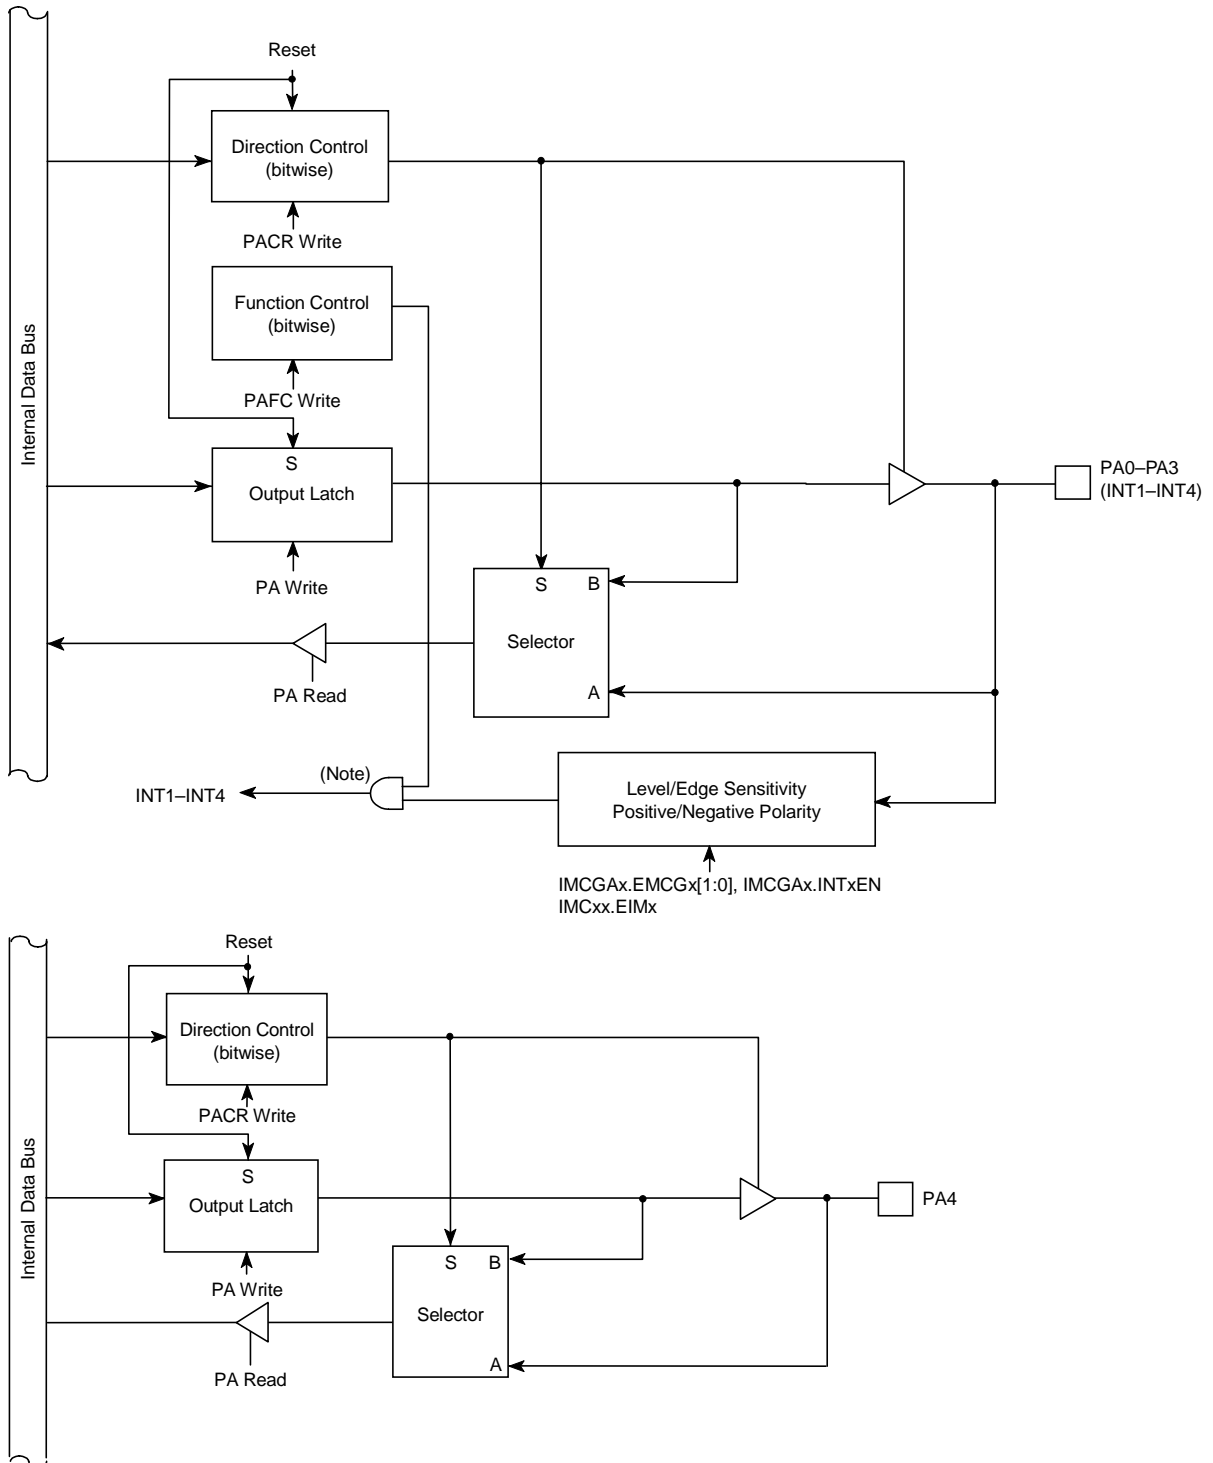 Reset
Direction Control
(bitwise)
PACR Write
Function Control
(bitwise)
PAFC Write
Internal Data Bus
S
Output Latch
PA Write
PA0–PA3
(INT1–INT4)
S
B
Selector
A
PA Read
(Note)
INT1–INT4
Level/Edge Sensitivity
Positive/Negative Polarity
IMCGAx.EMCGx[1:0], IMCGAx.INTxEN
IMCxx.EIMx
Reset
Direction Control
(bitwise)
PACR Write
Internal Data Bus
S
Output Latch
PA Write
PA4
S
B
Selector
A
PA Read